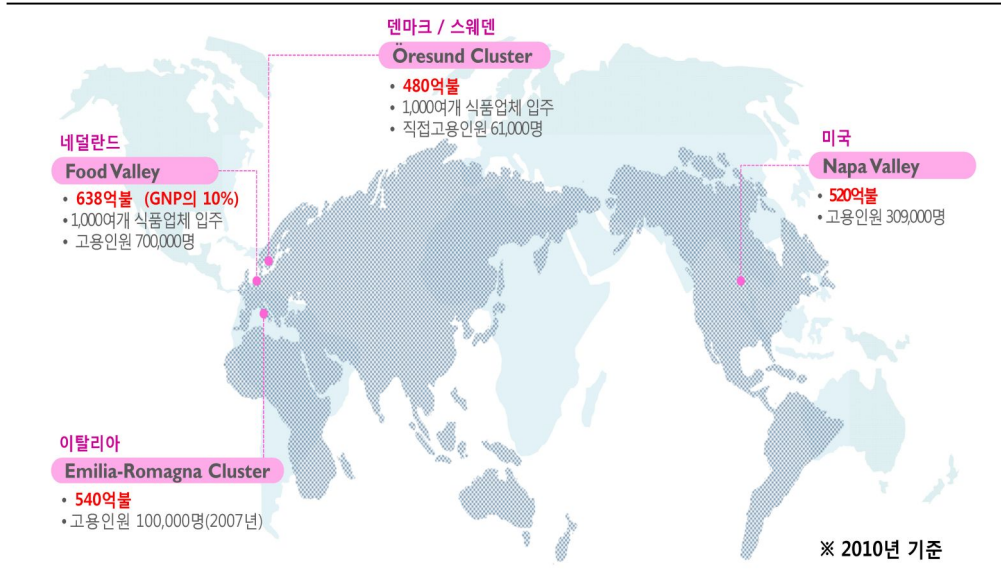 덴마크 / 스웨덴
Öresund Cluster
• 480억불
• 1,000여개 식품업체 입주
• 직접고용인원 61,000명
네덜란드
Food Valley
• 638억불 (GNP의 10%)
• 1,000여개 식품업체 입주
• 고용인원 700,000명
미국
Napa Valley
• 520억불
• 고용인원 309,000명
이탈리아
Emilia-Romagna Cluster
• 540억불
• 고용인원 100,000명(2007년)
※ 2010년 기준